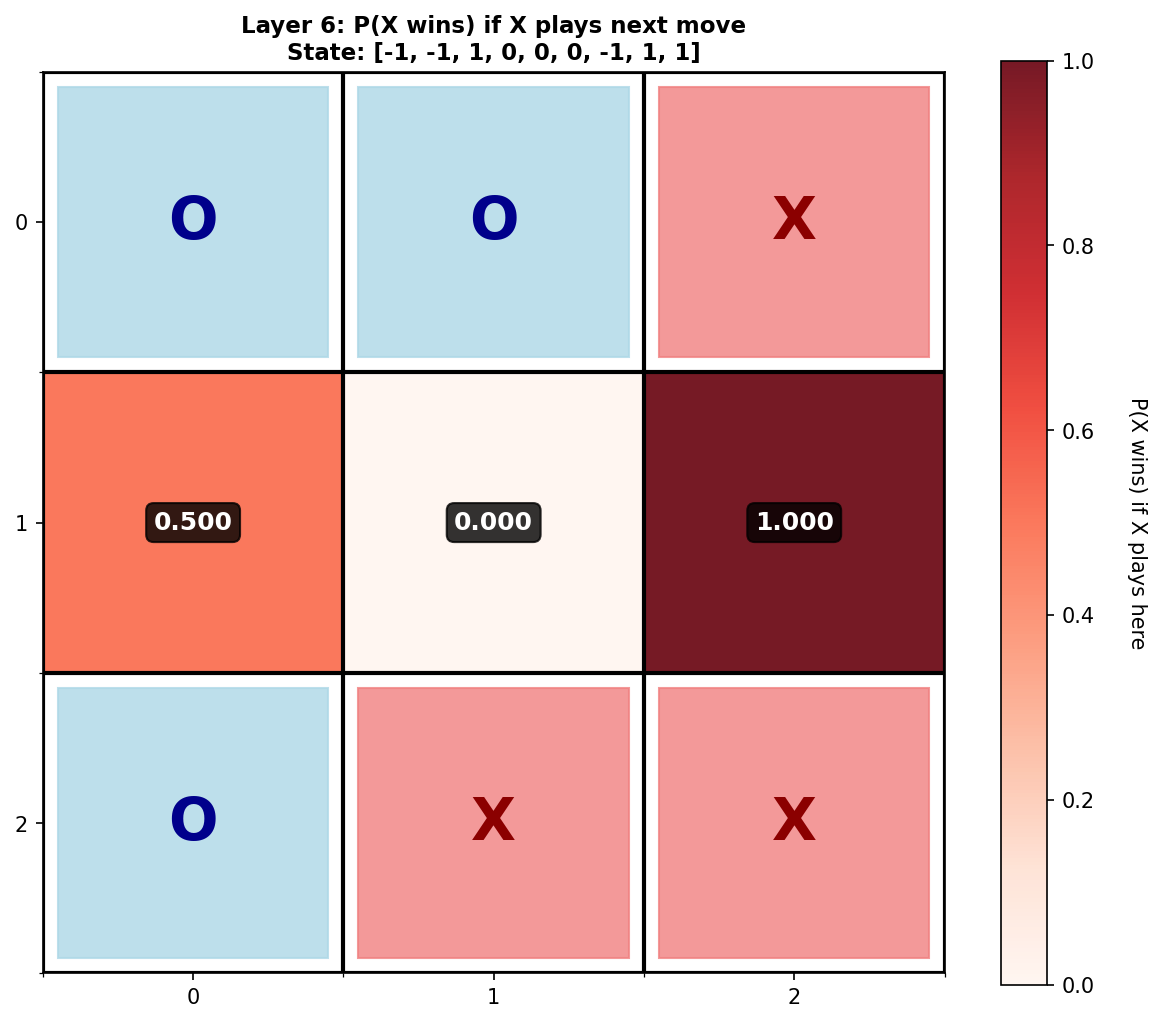 Layer 6: P(X wins) if X plays next move
State: [-1, -1, 1, 0, 0, 0, -1, 1, 1]
0
O
O
X
1
0.500
0.000
1.000
2
O
X
X
0
1
2
1.0
0.8
0.6
0.4
0.2
0.0
P(X wins) if X plays here